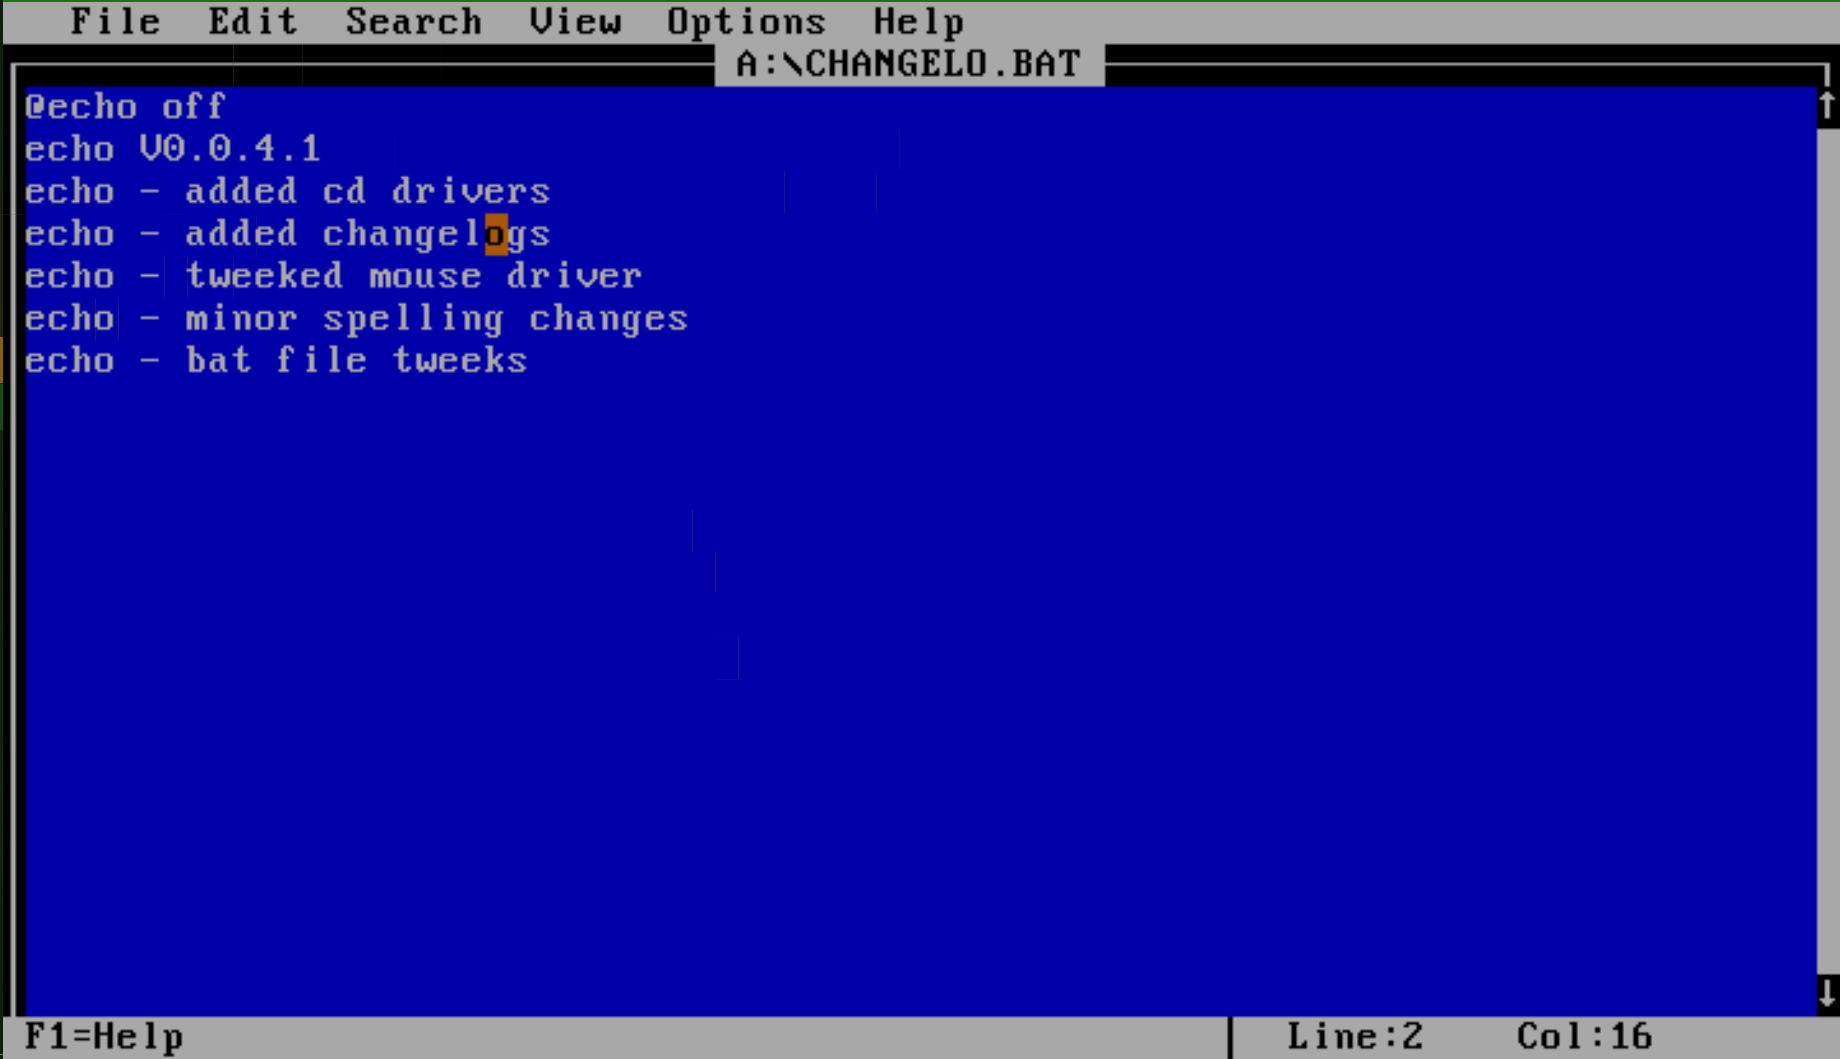 File Edit Search View Options Help
A:\CHANGELO.BAT
@echo off
echo V0.0.4.1
echo - added cd drivers
echo - added changelogs
echo - tweeked mouse driver
echo - minor spelling changes
echo - bat file tweeks
F1=Help Line:2 Col:16